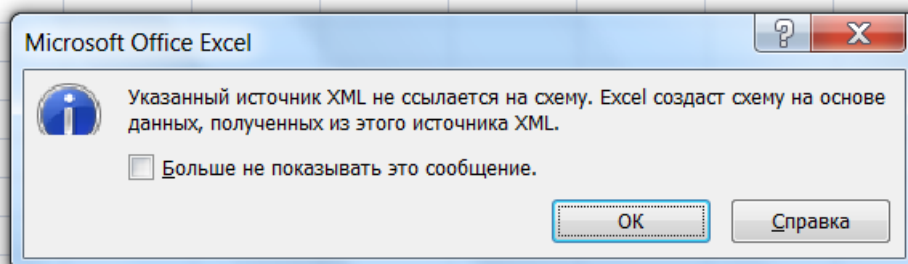 Microsoft Office Excel
Указанный источник XML не ссылается на схему. Excel создаст схему на основе
данных, полученных из этого источника XML.
Больше не показывать это сообщение.
ОК
Справка